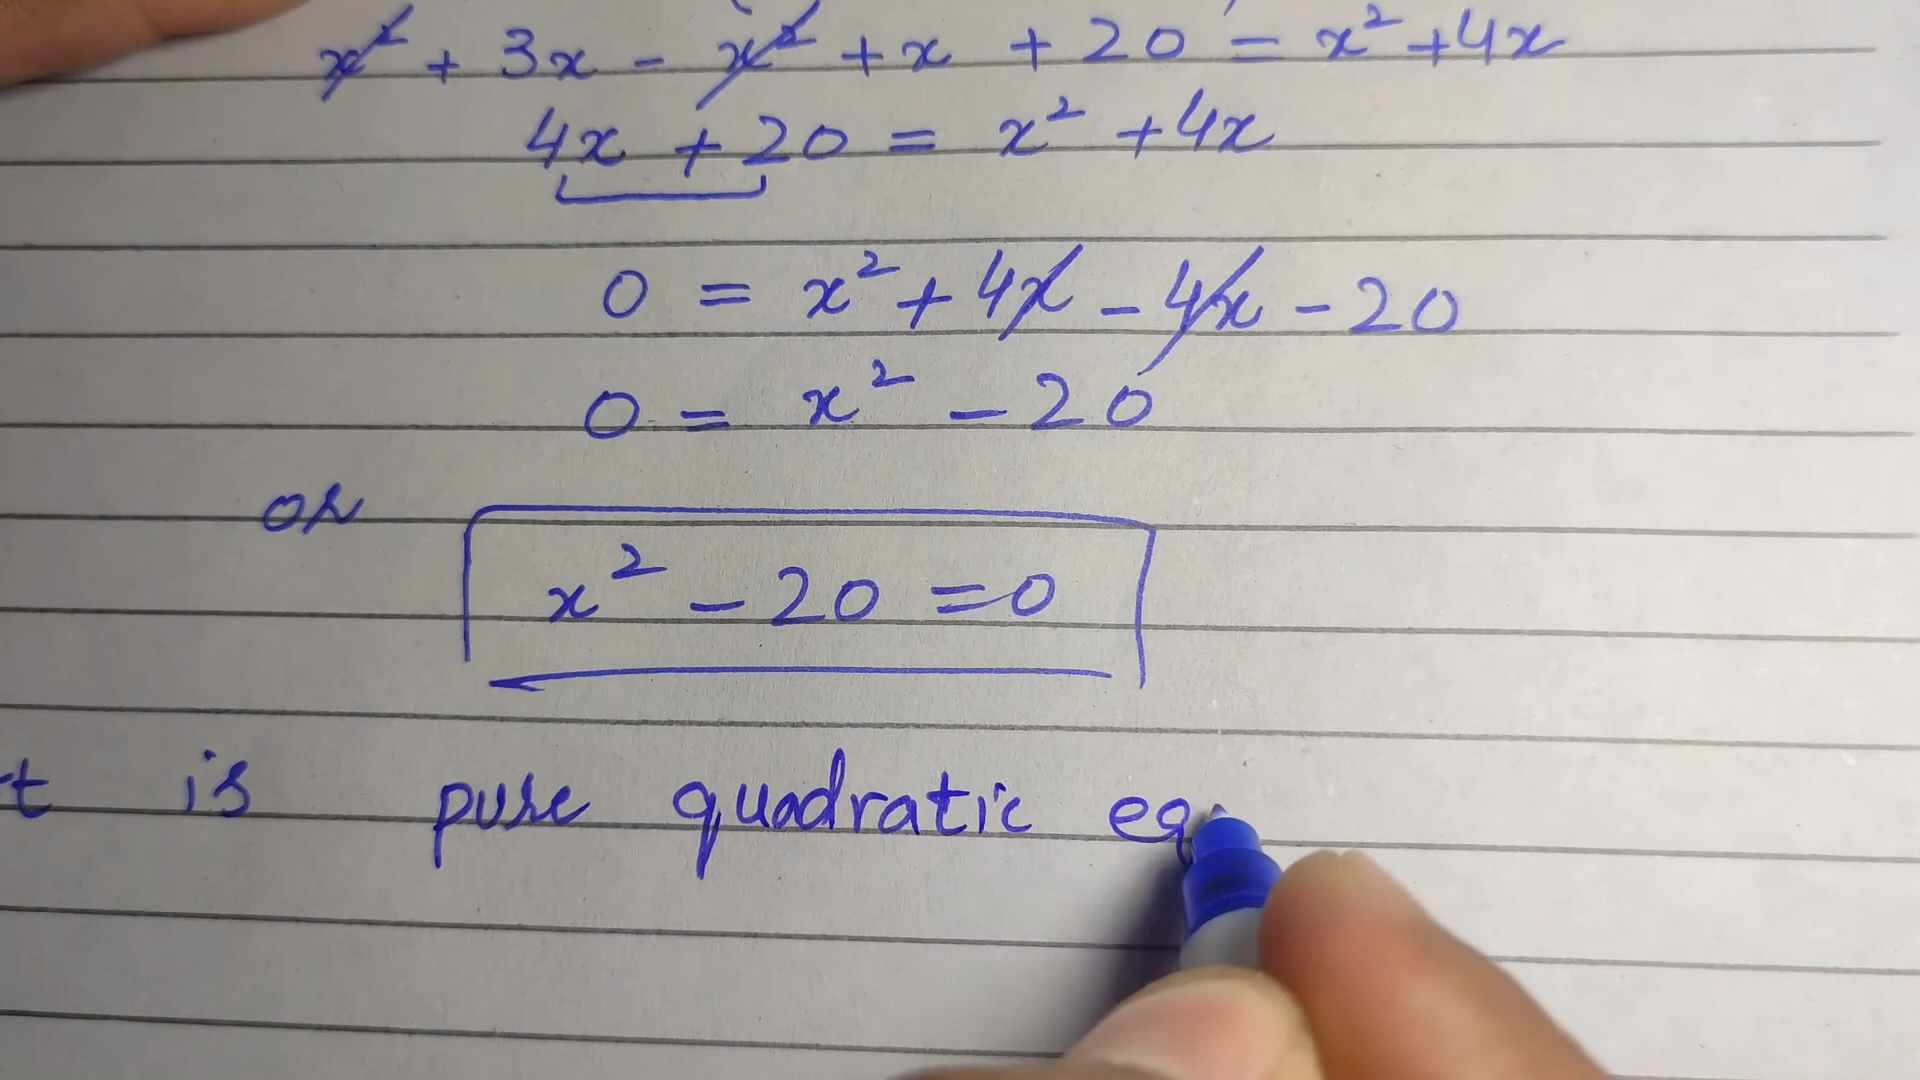 x² + 3x - x² + x + 20 = x² + 4x
4x + 20 = x² + 4x
0 = x² + 4x - 4x - 20
0 = x² - 20
or
x² - 20 = 0
t is pure quadratic eq